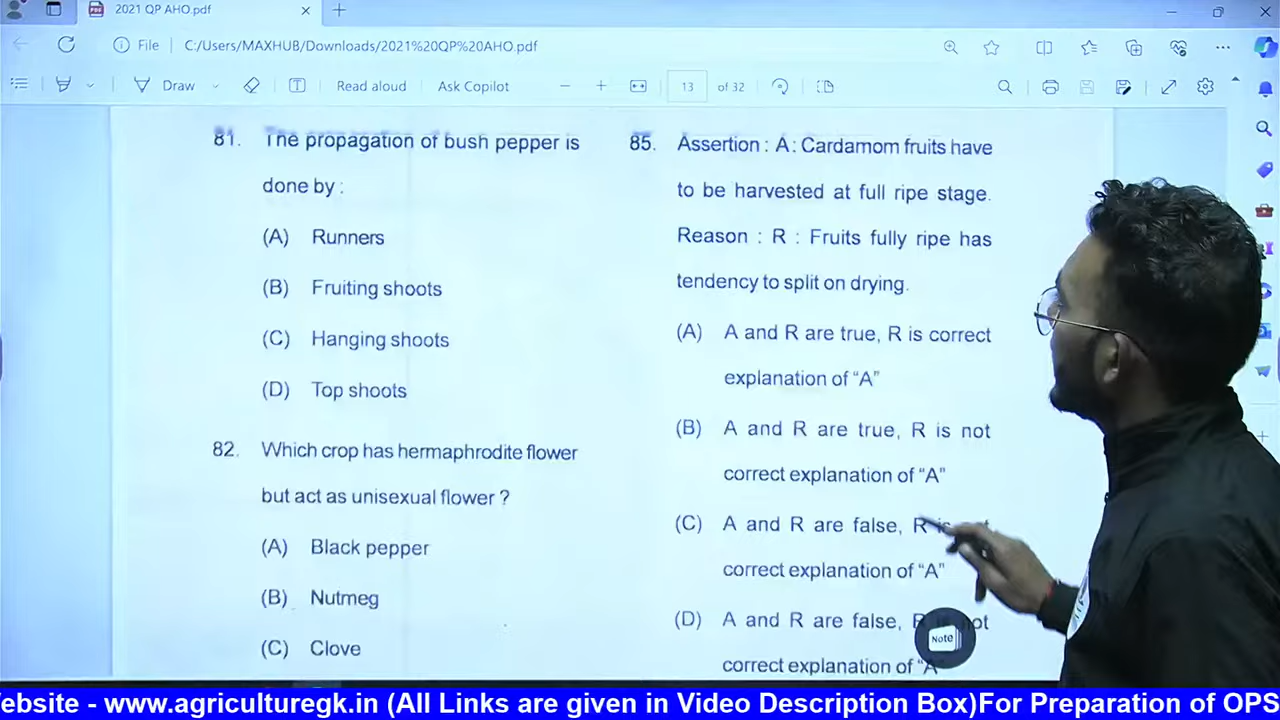 2021 QP AHO.pdf
File
C:/Users/MAXHUB/Downloads/2021%20QP%20AHO.pdf
Draw
Read aloud
Ask Copilot
13 of 32
81. The propagation of bush pepper is
done by :
(A) Runners
(B) Fruiting shoots
(C) Hanging shoots
(D) Top shoots
82. Which crop has hermaphrodite flower
but act as unisexual flower ?
(A) Black pepper
(B) Nutmeg
(C) Clove
85. Assertion : A : Cardamom fruits have
to be harvested at full ripe stage.
Reason : R : Fruits fully ripe has
tendency to split on drying.
(A) A and R are true, R is correct
explanation of “A”
(B) A and R are true, R is not
correct explanation of “A”
(C) A and R are false, R is not
correct explanation of “A”
(D) A and R are false, R is not
correct explanation of “A”
Note
ebsite - www.agriculturegk.in (All Links are given in Video Description Box)For Preparation of OPS